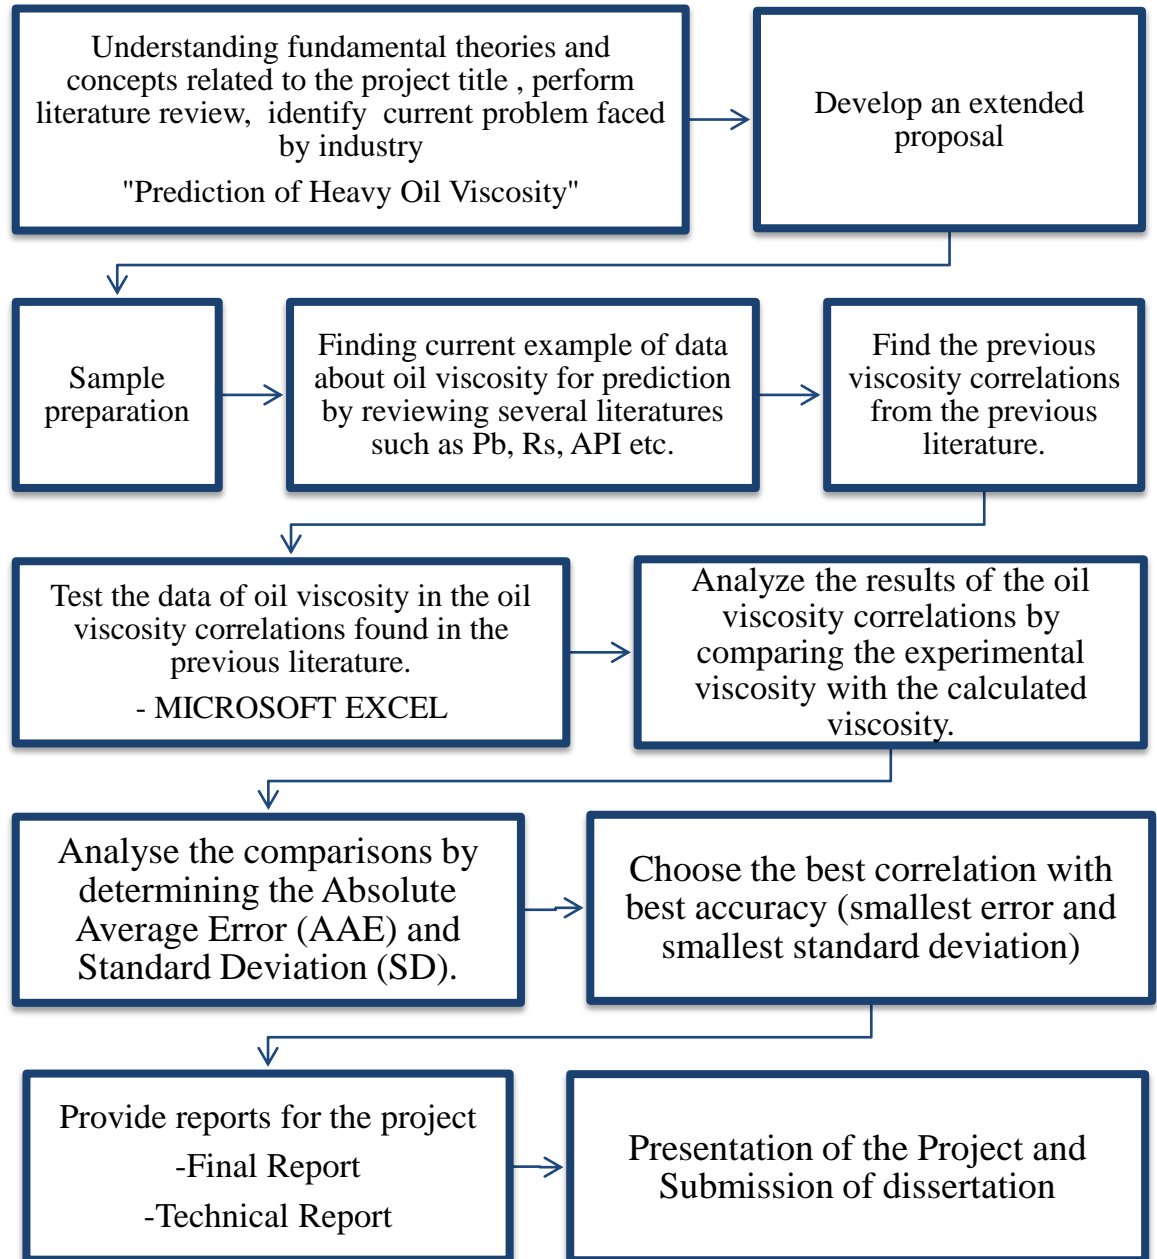 Understanding fundamental theories and
concepts related to the project title , perform
literature review, identify current problem faced
by industry
"Prediction of Heavy Oil Viscosity"
Develop an extended
proposal
Sample
preparation
Finding current example of data
about oil viscosity for prediction
by reviewing several literatures
such as Pb, Rs, API etc.
Find the previous
viscosity correlations
from the previous
literature.
Test the data of oil viscosity in the oil
viscosity correlations found in the
previous literature.
- MICROSOFT EXCEL
Analyze the results of the oil
viscosity correlations by
comparing the experimental
viscosity with the calculated
viscosity.
Analyse the comparisons by
determining the Absolute
Average Error (AAE) and
Standard Deviation (SD).
Choose the best correlation with
best accuracy (smallest error and
smallest standard deviation)
Provide reports for the project
-Final Report
-Technical Report
Presentation of the Project and
Submission of dissertation